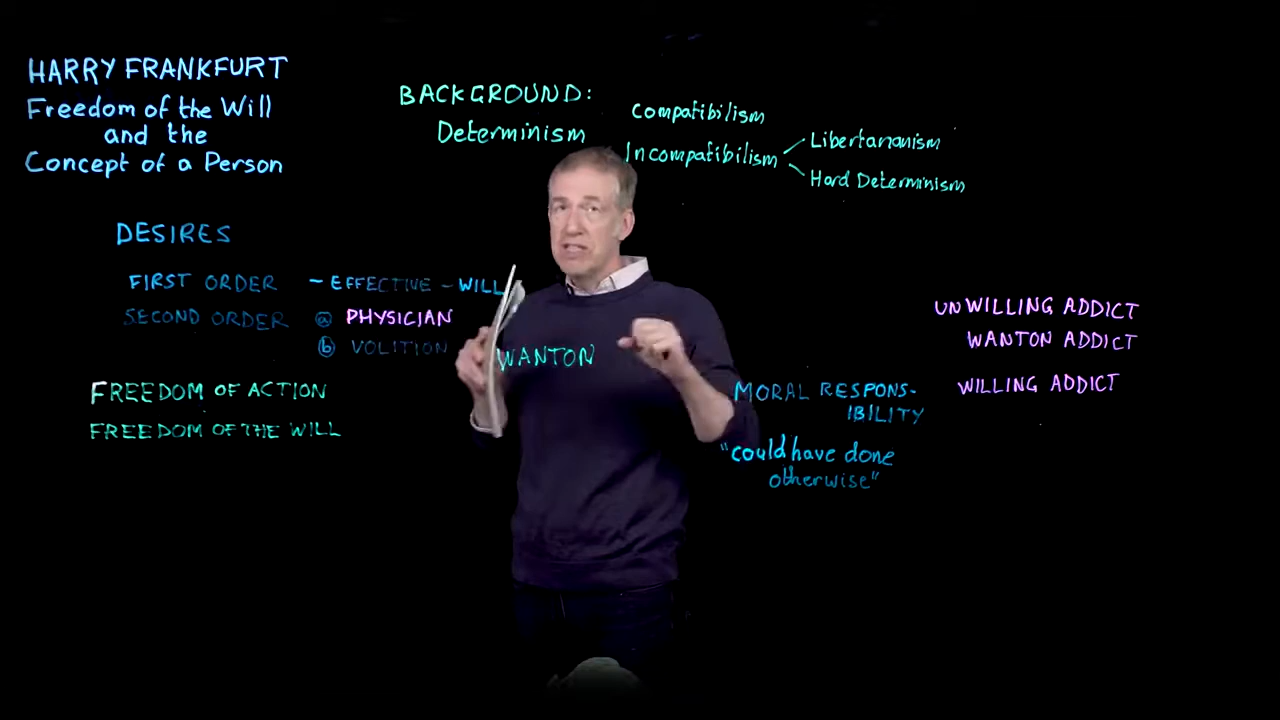 HARRY FRANKFURT
Freedom of the Will
and the
Concept of a Person
BACKGROUND:
Determinism
Compatibilism
Incompatibilism
Libertarianism
Hard Determinism
DESIRES
FIRST ORDER - EFFECTIVE - WILL
SECOND ORDER ⓐ PHYSICIAN
ⓑ VOLITION
WANTON
FREEDOM OF ACTION
FREEDOM OF THE WILL
MORAL RESPONS-
IBILITY
"could have done
otherwise"
UNWILLING ADDICT
WANTON ADDICT
WILLING ADDICT